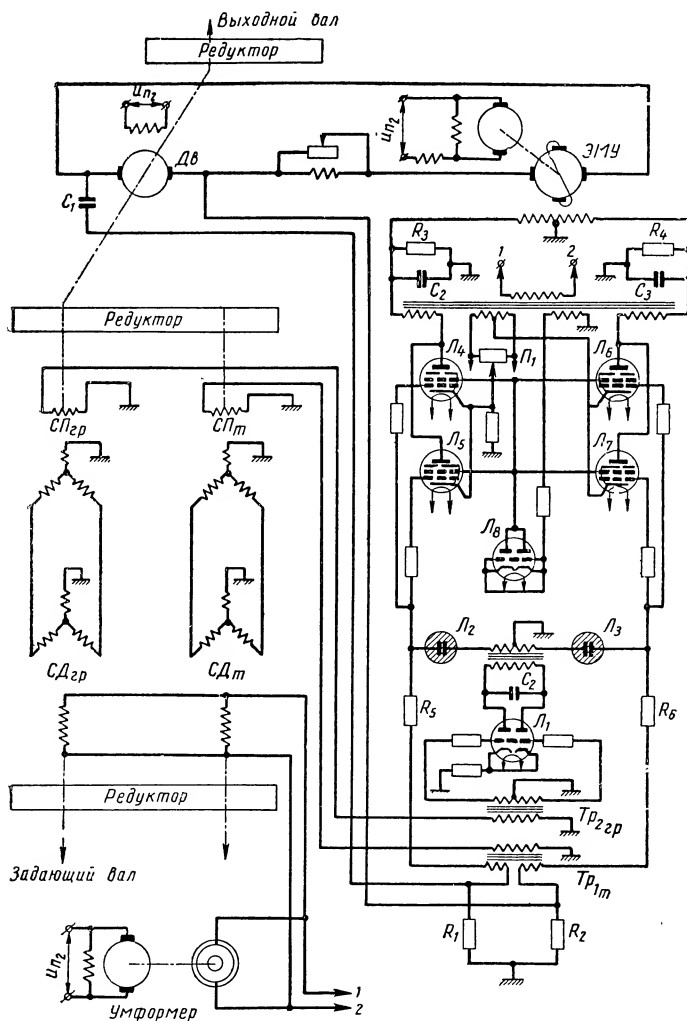 Выходной вал
Редуктор
Uп2
Uп2
Дв
ЭМУ
C1
R3
1
2
R4
C2
C3
Редуктор
Л4
П1
Л6
СПгр
СПт
Л5
Л7
Л8
Л2
Л3
СДгр
СДт
C2
R5
Л1
R6
Редуктор
Тр2гр
Задающий вал
Тр1т
R1
R2
Uп2
1
2
Умформер